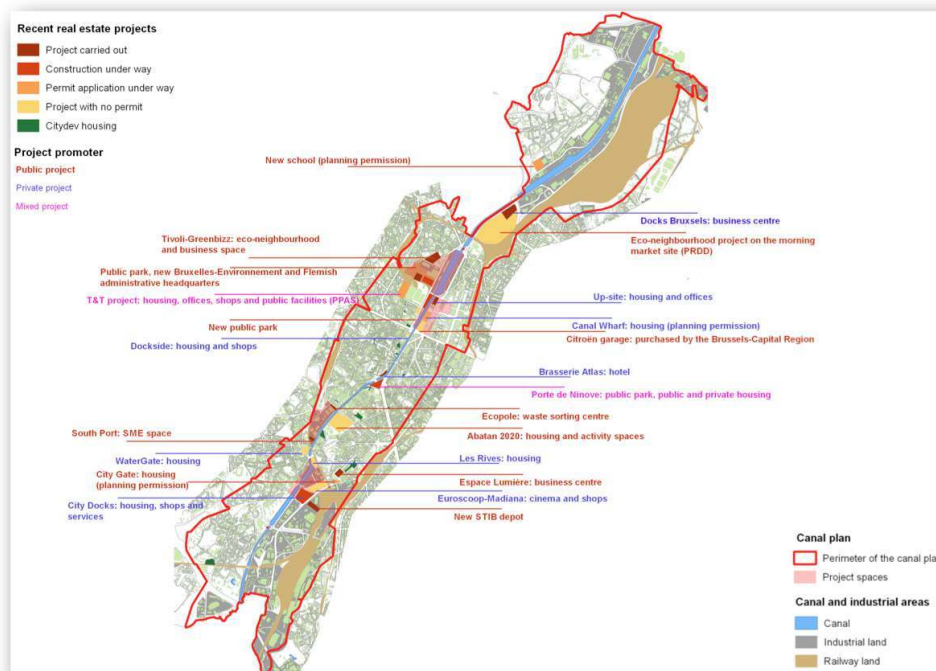 Recent real estate projects
Project carried out
Construction under way
Permit application under way
Project with no permit
Citydev housing
Project promoter
Public project
Private project
Mixed project
New school (planning permission)
Docks Bruxsel: business centre
Tivoli-Greenbizz: eco-neighbourhood
and business space
Eco-neighbourhood project on the morning
market site (PRDD)
Public park, new Bruxelles-Environnement and Flemish
administrative headquarters
T&T project: housing, offices, shops and public facilities (PPAS)
Up-site: housing and offices
New public park
Canal Wharf: housing (planning permission)
Citroën garage: purchased by the Brussels-Capital Region
Dockside: housing and shops
Brasserie Atlas: hotel
Porte de Ninove: public park, public and private housing
Ecopole: waste sorting centre
South Port: SME space
Abatan 2020: housing and activity spaces
WaterGate: housing
Les Rives: housing
City Gate: housing
(planning permission)
Espace Lumière: business centre
Euroscoop-Madiana: cinema and shops
City Docks: housing, shops and
services
New STIB depot
Canal plan
Perimeter of the canal pla
Project spaces
Canal and industrial areas
Canal
Industrial land
Railway land